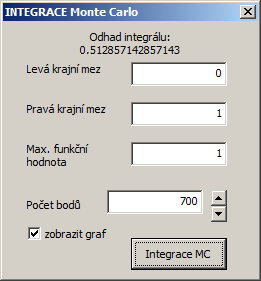 INTEGRACE Monte Carlo
Odhad integrálu:
0.512857142857143
Levá krajní mez 0
Pravá krajní mez 1
Max. funkční
hodnota 1
Počet bodů 700
zobrazit graf
Integrace MC